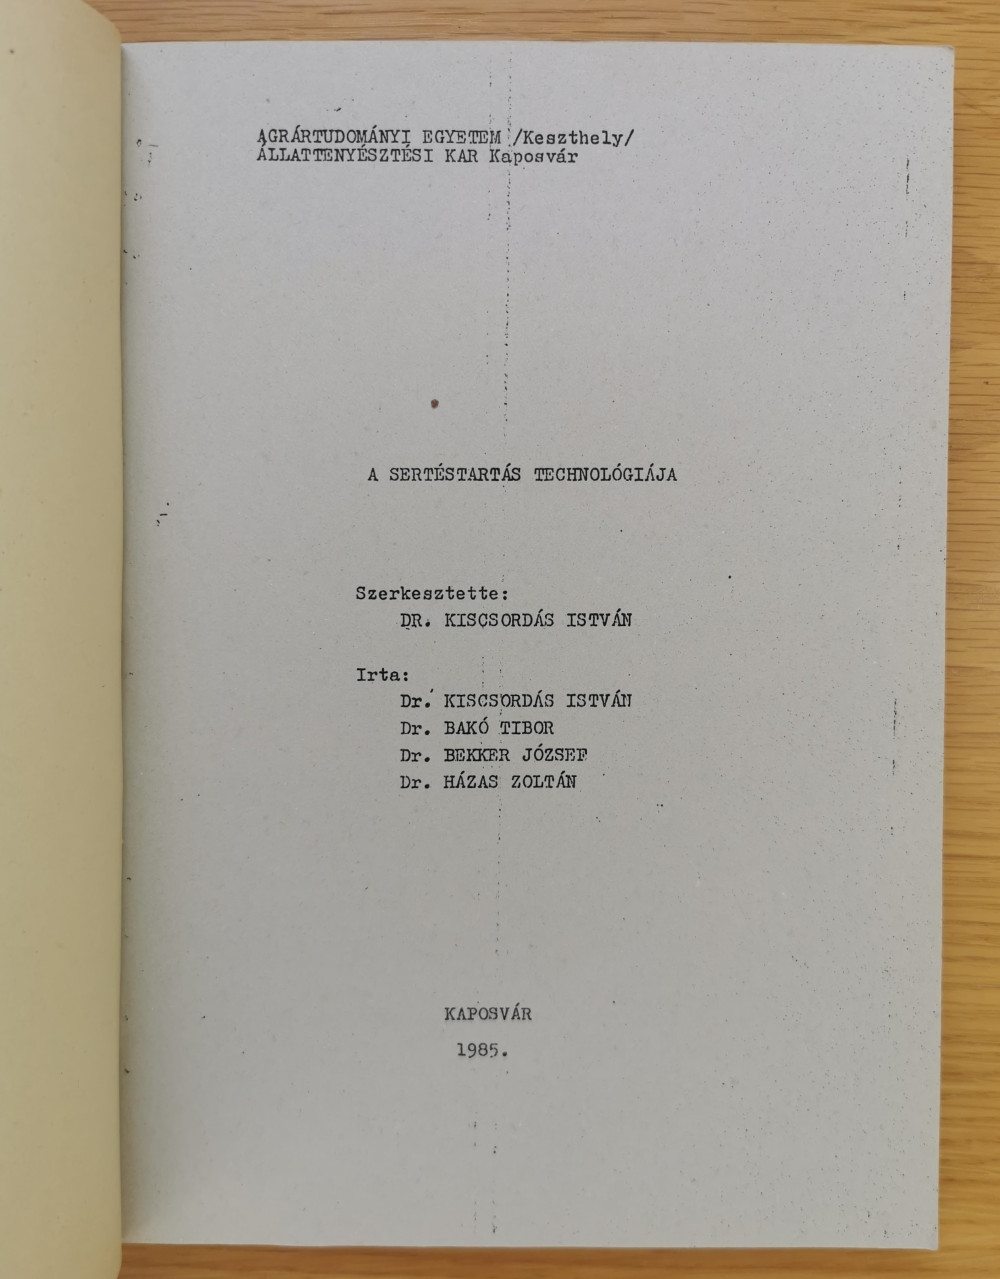 AGRÁRTUDOMÁNYI EGYETEM /Keszthely/
ÁLLATTENYÉSZTÉSI KAR Kaposvár
A SERTÉSTARTÁS TECHNOLÓGIÁJA
Szerkesztette:
DR. KISCSORDÁS ISTVÁN
Irta:
Dr. KISCSORDÁS ISTVÁN
Dr. BAKÓ TIBOR
Dr. BEKKER JÓZSEF
Dr. HÁZAS ZOLTÁN
KAPOSVÁR
1985.